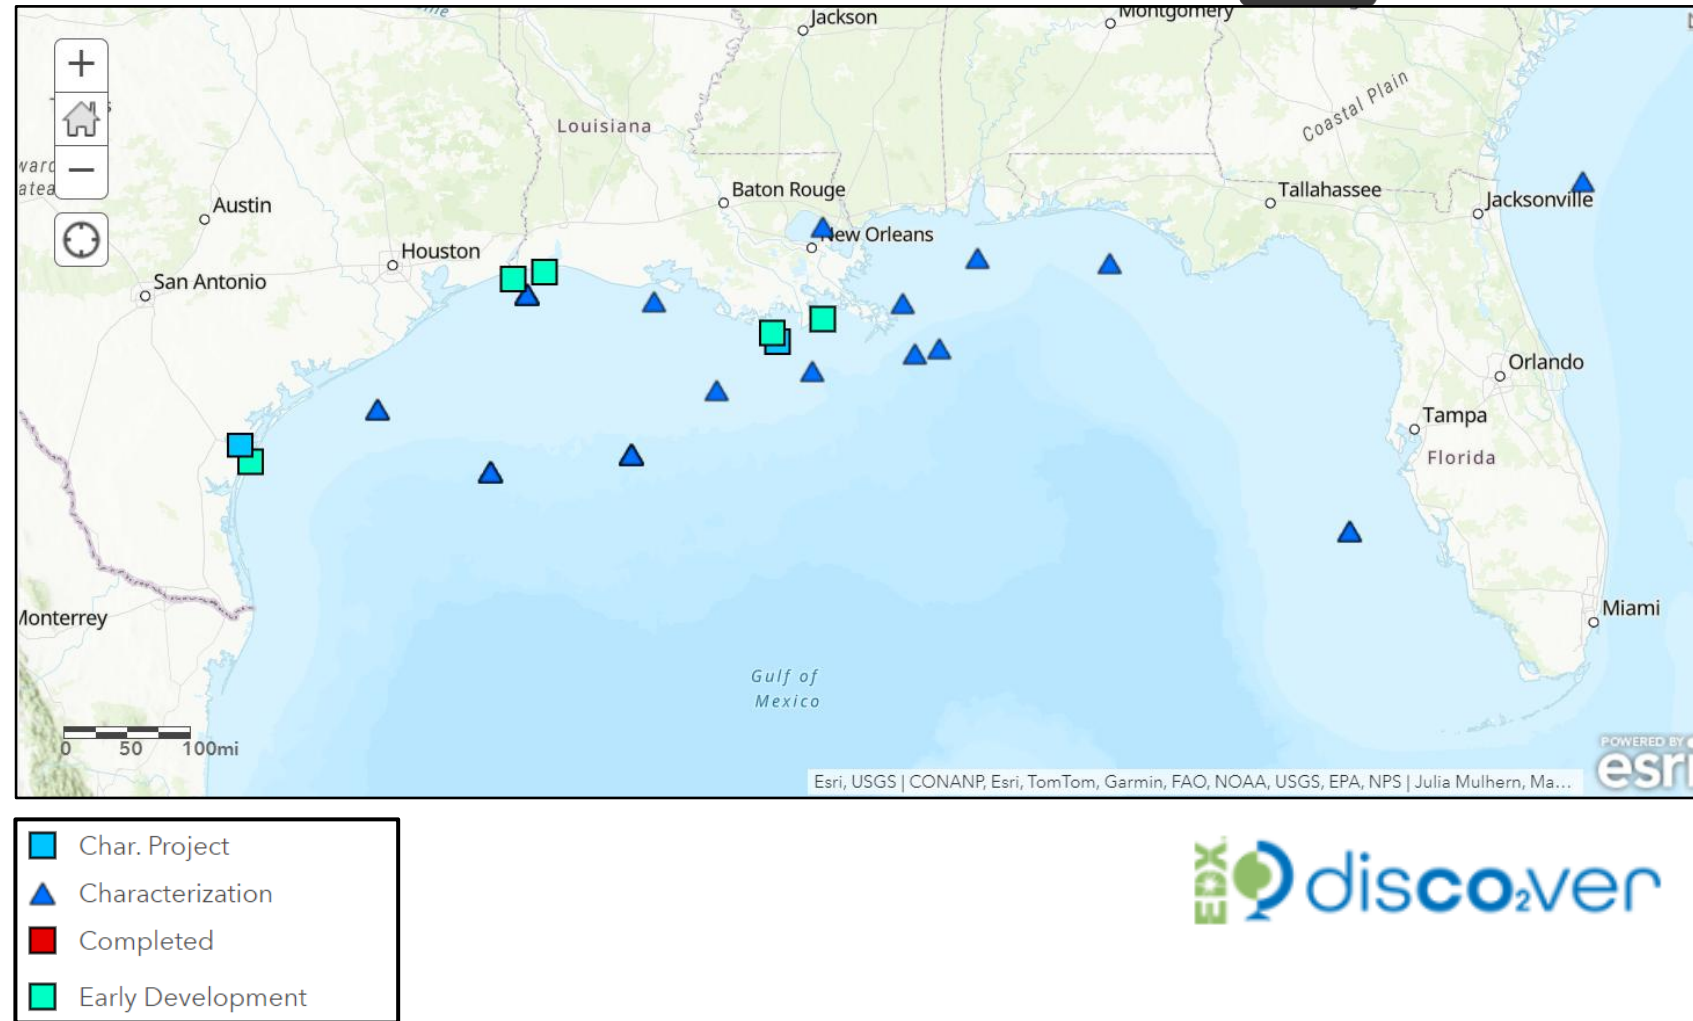 Jackson
Montgomery
Coastal Plain
Louisiana
Baton Rouge
Tallahassee
Jacksonville
Austin
New Orleans
Houston
San Antonio
Orlando
Tampa
Florida
Monterrey
Miami
Gulf of
Mexico
0 50 100mi
POWERED BY
esri
Esri, USGS | CONANP, Esri, TomTom, Garmin, FAO, NOAA, USGS, EPA, NPS | Julia Mulhern, Ma...
Char. Project
Characterization
Completed
Early Development
EDX
disco2ver